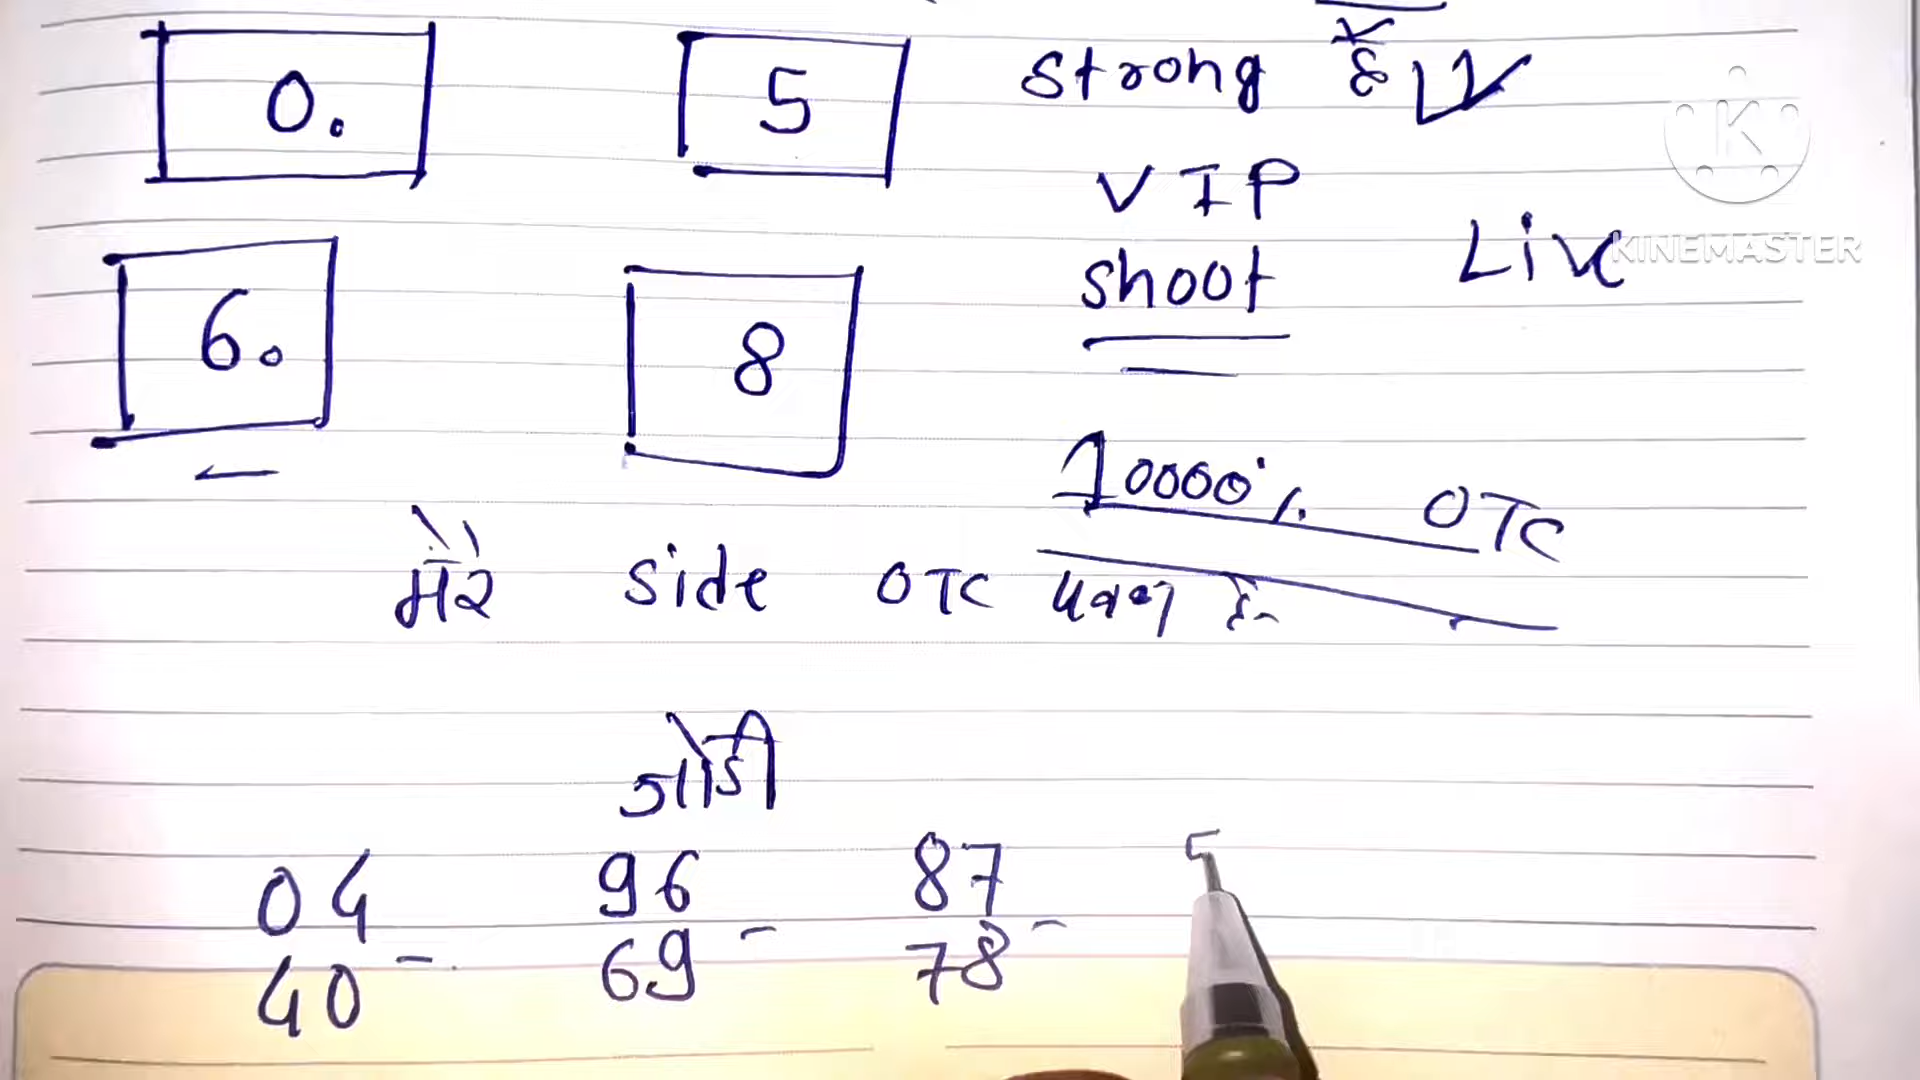 0. 5 strong है
VIP
shoot Live
KINEMASTER
6. 8
10000% OTC
मेरे side OTC पक्का है
जोडी
04 96 87 5
40 - 69 - 78 -